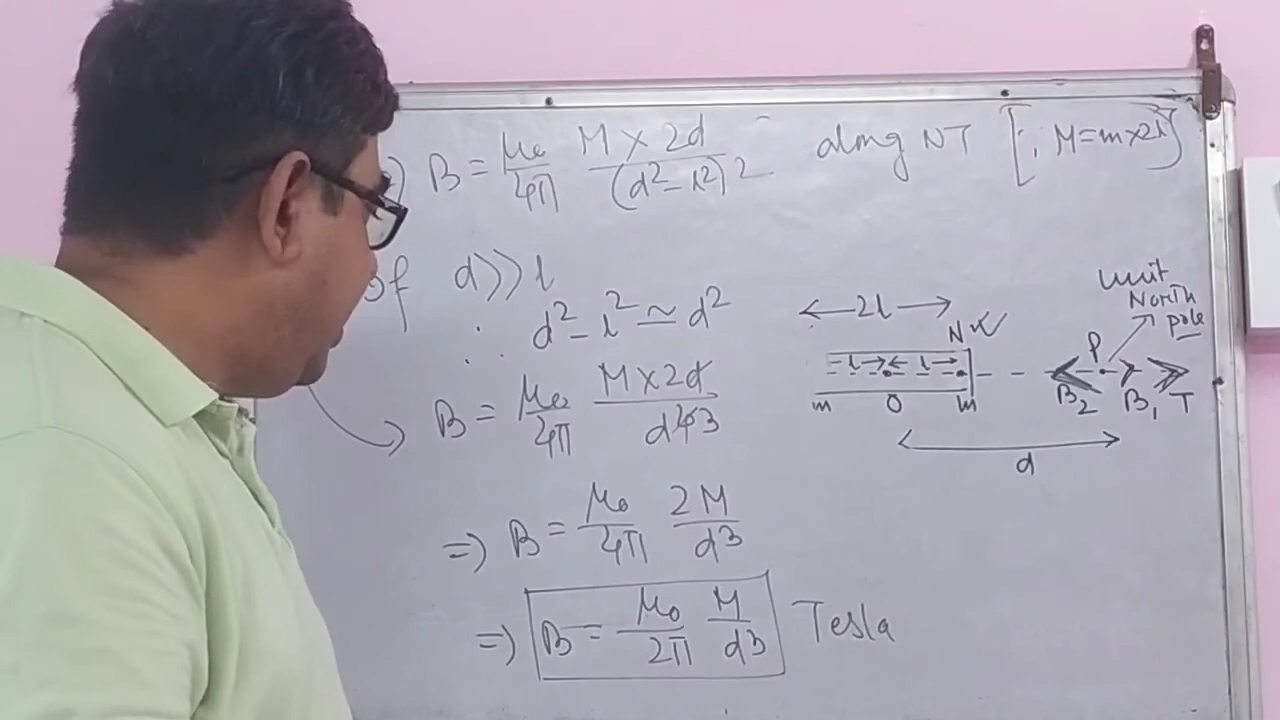 ⇒) B = μ₀/4π M×2d/(d²-l²)² along NT [∵ M=m×2l]
If d>>l
∴ d²-l² ≃ d²
B = μ₀/4π M×2d/d⁴3
⇒ B = μ₀/4π 2M/d3
⇒ B = μ₀/2π M/d3 Tesla
Unit
North
pole
2l
N
P
l l
m O m B₂ B₁ T
d